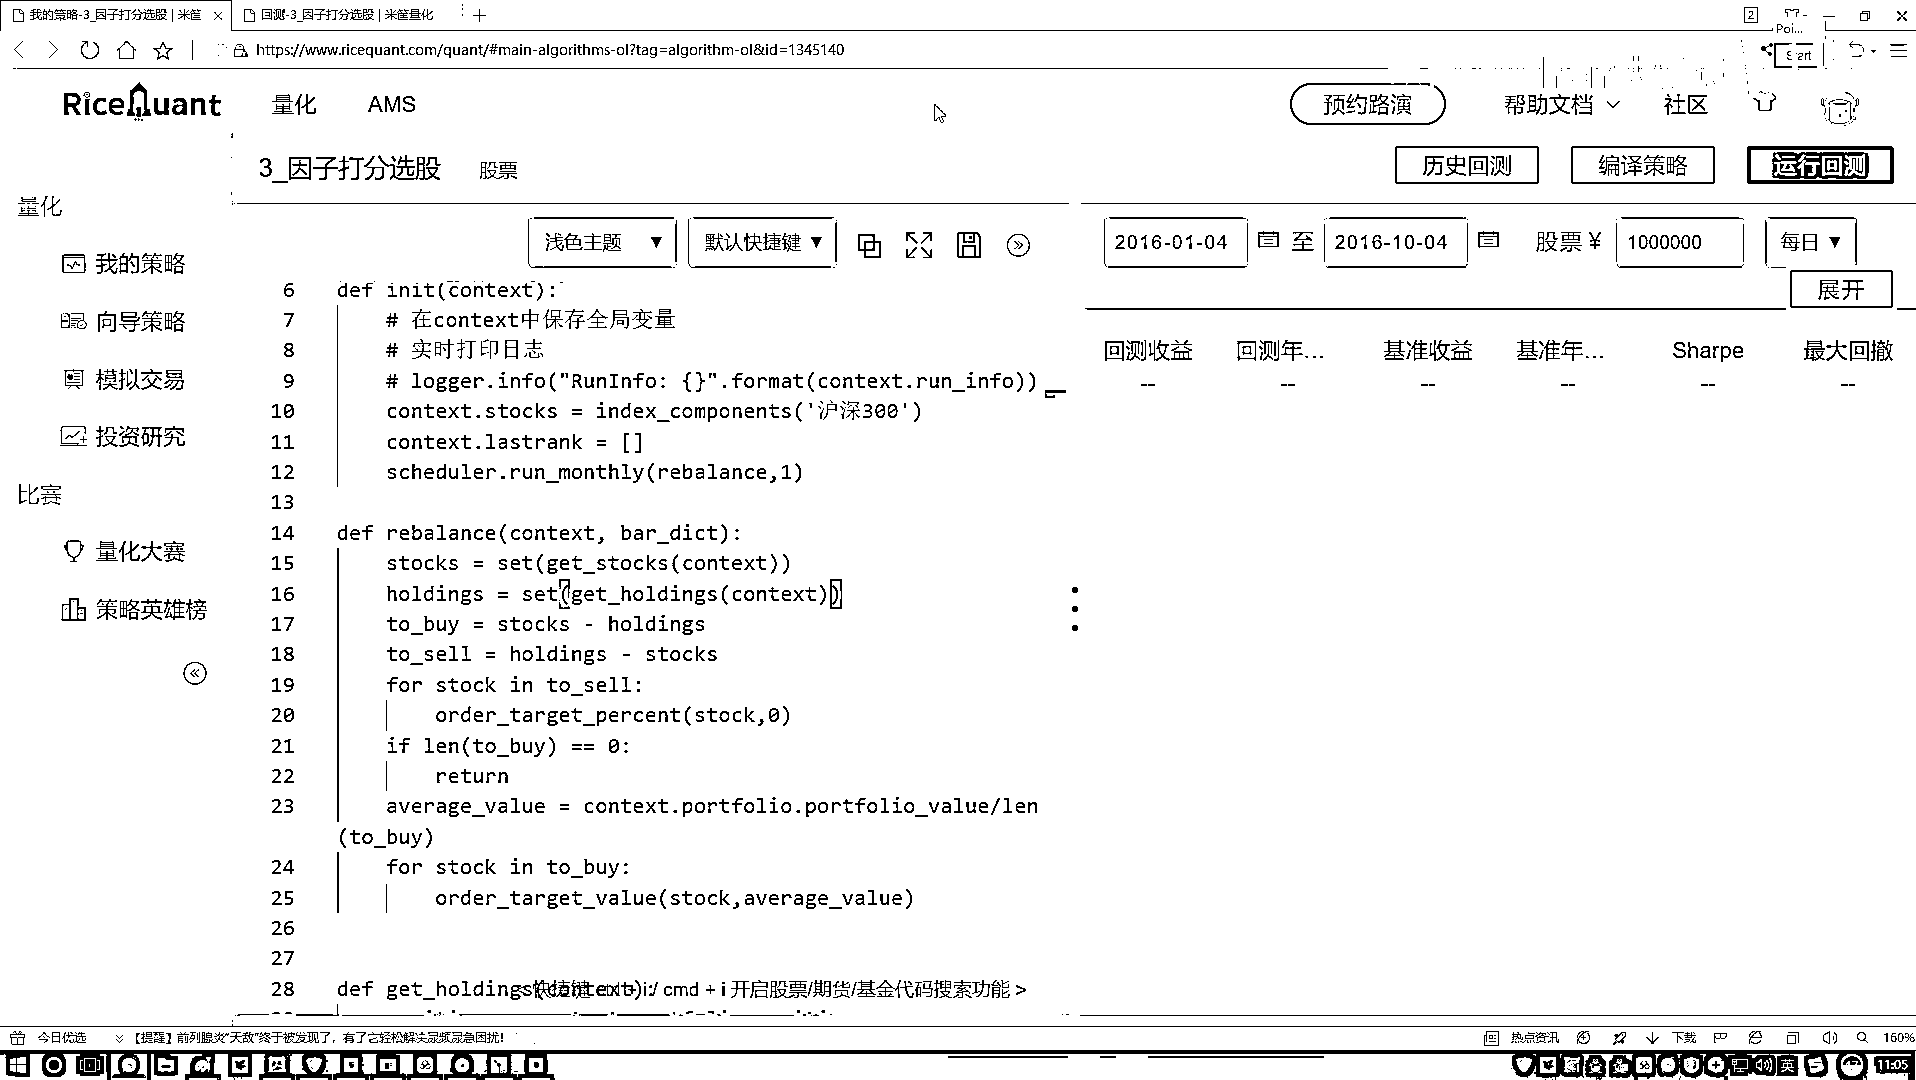 我的策略-3_因子打分选股 | 米筐
回测-3_因子打分选股 | 米筐量化
2
Poi...
https://www.ricequant.com/quant/#main-algorithms-ol?tag=algorithm-ol&id=1345140
Start
RiceQuant
量化
AMS
预约路演
帮助文档
社区
3_因子打分选股
股票
历史回测
编译策略
运行回测
量化
我的策略
向导策略
模拟交易
投资研究
比赛
量化大赛
策略英雄榜
浅色主题
默认快捷键
2016-01-04
至
2016-10-04
股票 ¥
1000000
每日
展开
回测收益
回测年...
基准收益
基准年...
Sharpe
最大回撤
--
--
--
--
--
--
6 def init(context):
7 # 在context中保存全局变量
8 # 实时打印日志
9 # logger.info("RunInfo: {}".format(context.run_info))
10 context.stocks = index_components('沪深300')
11 context.lastrank = []
12 scheduler.run_monthly(rebalance,1)
13
14 def rebalance(context, bar_dict):
15 stocks = set(get_stocks(context))
16 holdings = set(get_holdings(context))
17 to_buy = stocks - holdings
18 to_sell = holdings - stocks
19 for stock in to_sell:
20 order_target_percent(stock,0)
21 if len(to_buy) == 0:
22 return
23 average_value = context.portfolio.portfolio_value/len
(to_buy)
24 for stock in to_buy:
25 order_target_value(stock,average_value)
26
27
28 def get_holdings(context):
快捷键 ctrl + i / cmd + i 开启股票/期货/基金代码搜索功能 >
今日优选
【提醒】前列腺炎“天敌”终于被发现了，有了它轻松解决尿频尿急困扰！
热点资讯
下载
160%
英
11:05